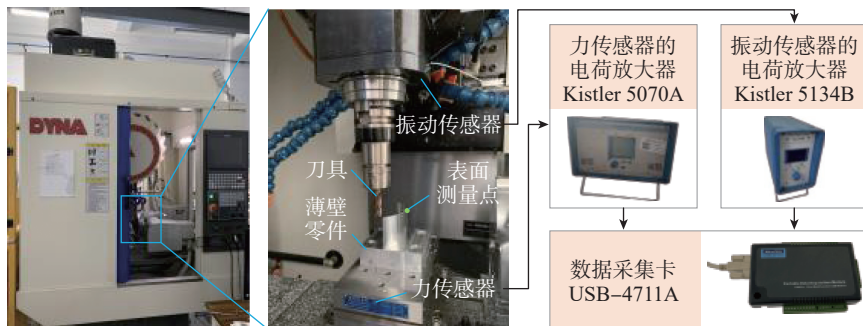 DYNA
振动传感器
刀具
表面
测量点
薄壁
零件
力传感器
力传感器的
电荷放大器
Kistler 5070A
振动传感器的
电荷放大器
Kistler 5134B
数据采集卡
USB–4711A